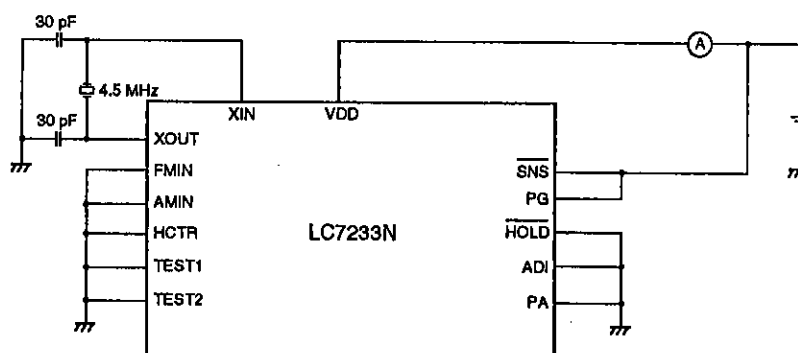 30 pF
A
4.5 MHz
30 pF
XIN
VDD
XOUT
FMIN
SNS
AMIN
PG
HCTR
LC7233N
HOLD
TEST1
ADI
TEST2
PA